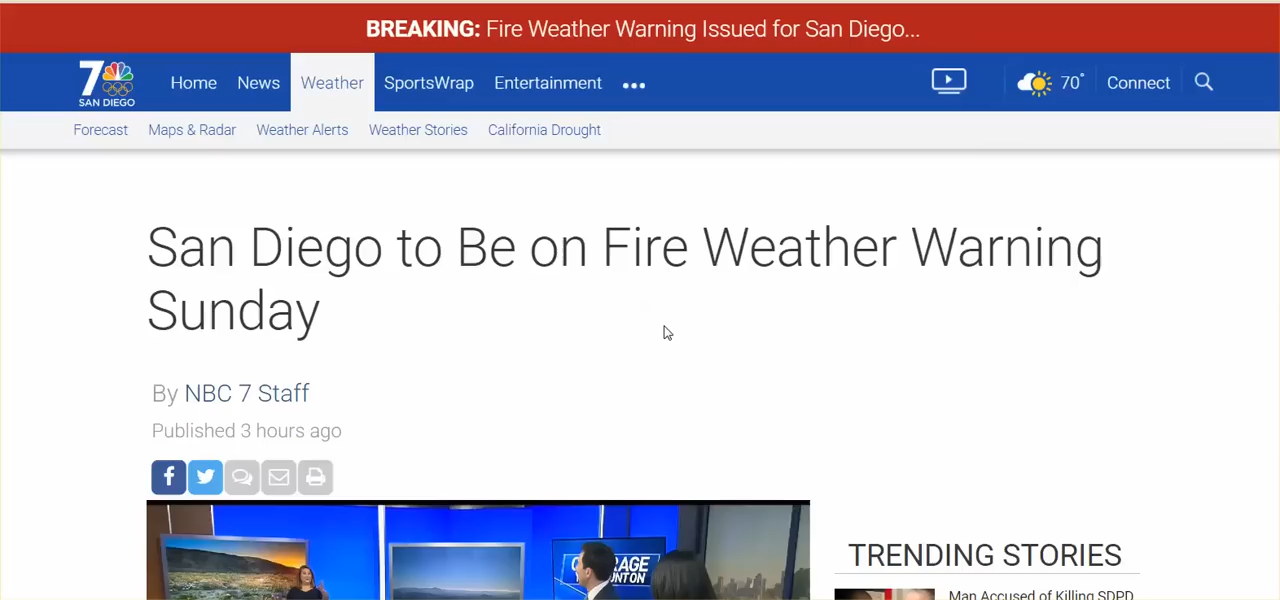 BREAKING: Fire Weather Warning Issued for San Diego...
7
SAN DIEGO
Home News Weather SportsWrap Entertainment ••• 70° Connect
Forecast Maps & Radar Weather Alerts Weather Stories California Drought
San Diego to Be on Fire Weather Warning
Sunday
By NBC 7 Staff
Published 3 hours ago
TRENDING STORIES
Man Accused of Killing SDPD